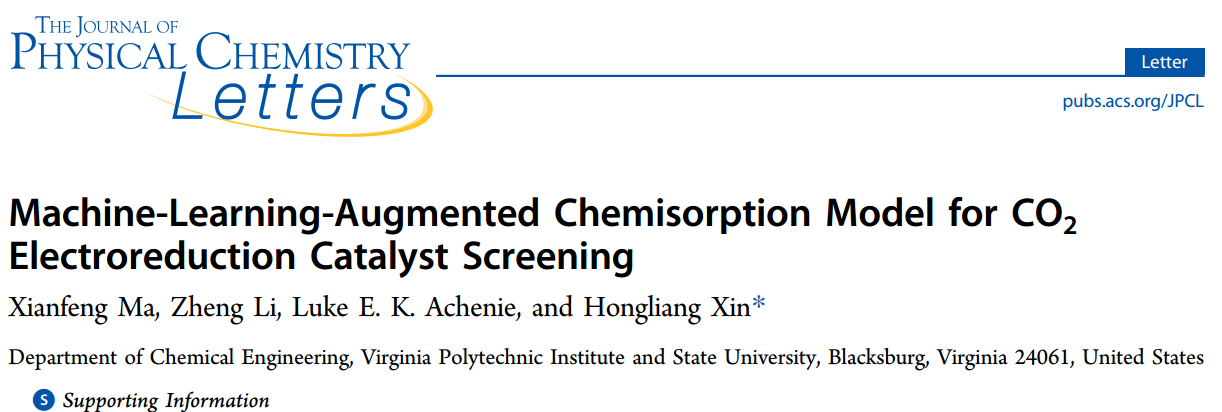 THE JOURNAL OF
PHYSICAL CHEMISTRY
Letters
Letter
pubs.acs.org/JPCL
Machine-Learning-Augmented Chemisorption Model for CO₂
Electroreduction Catalyst Screening
Xianfeng Ma, Zheng Li, Luke E. K. Achenie, and Hongliang Xin*
Department of Chemical Engineering, Virginia Polytechnic Institute and State University, Blacksburg, Virginia 24061, United States
S Supporting Information